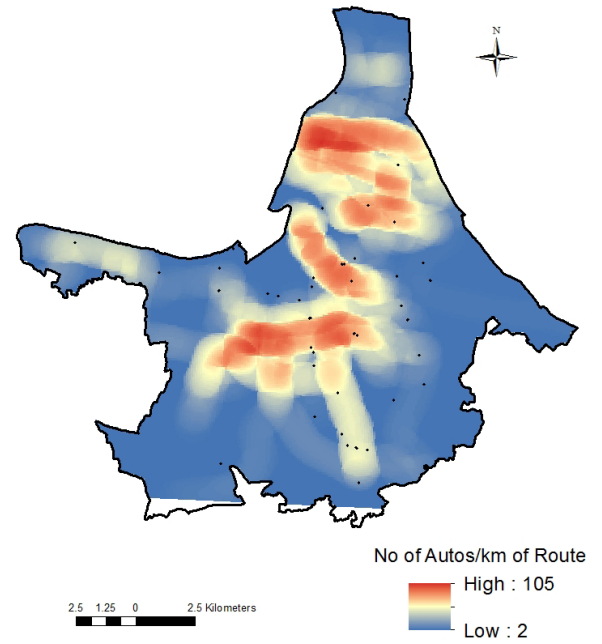 N
No of Autos/km of Route
High : 105
Low : 2
2.5 1.25 0 2.5 Kilometers